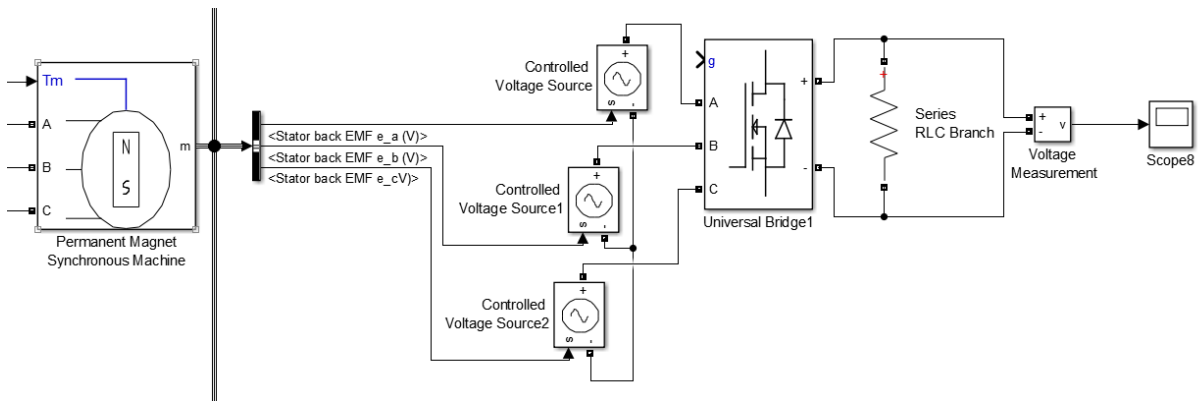 Tm
A
B
C
N
S
m
Permanent Magnet
Synchronous Machine
<Stator back EMF e_a (V)>
<Stator back EMF e_b (V)>
<Stator back EMF e_cV)>
Controlled
Voltage Source
+
s
-
Controlled
Voltage Source1
+
s
-
Controlled
Voltage Source2
+
s
-
g
A
B
C
+
-
Universal Bridge1
+
Series
RLC Branch
+
-
v
Voltage
Measurement
Scope8